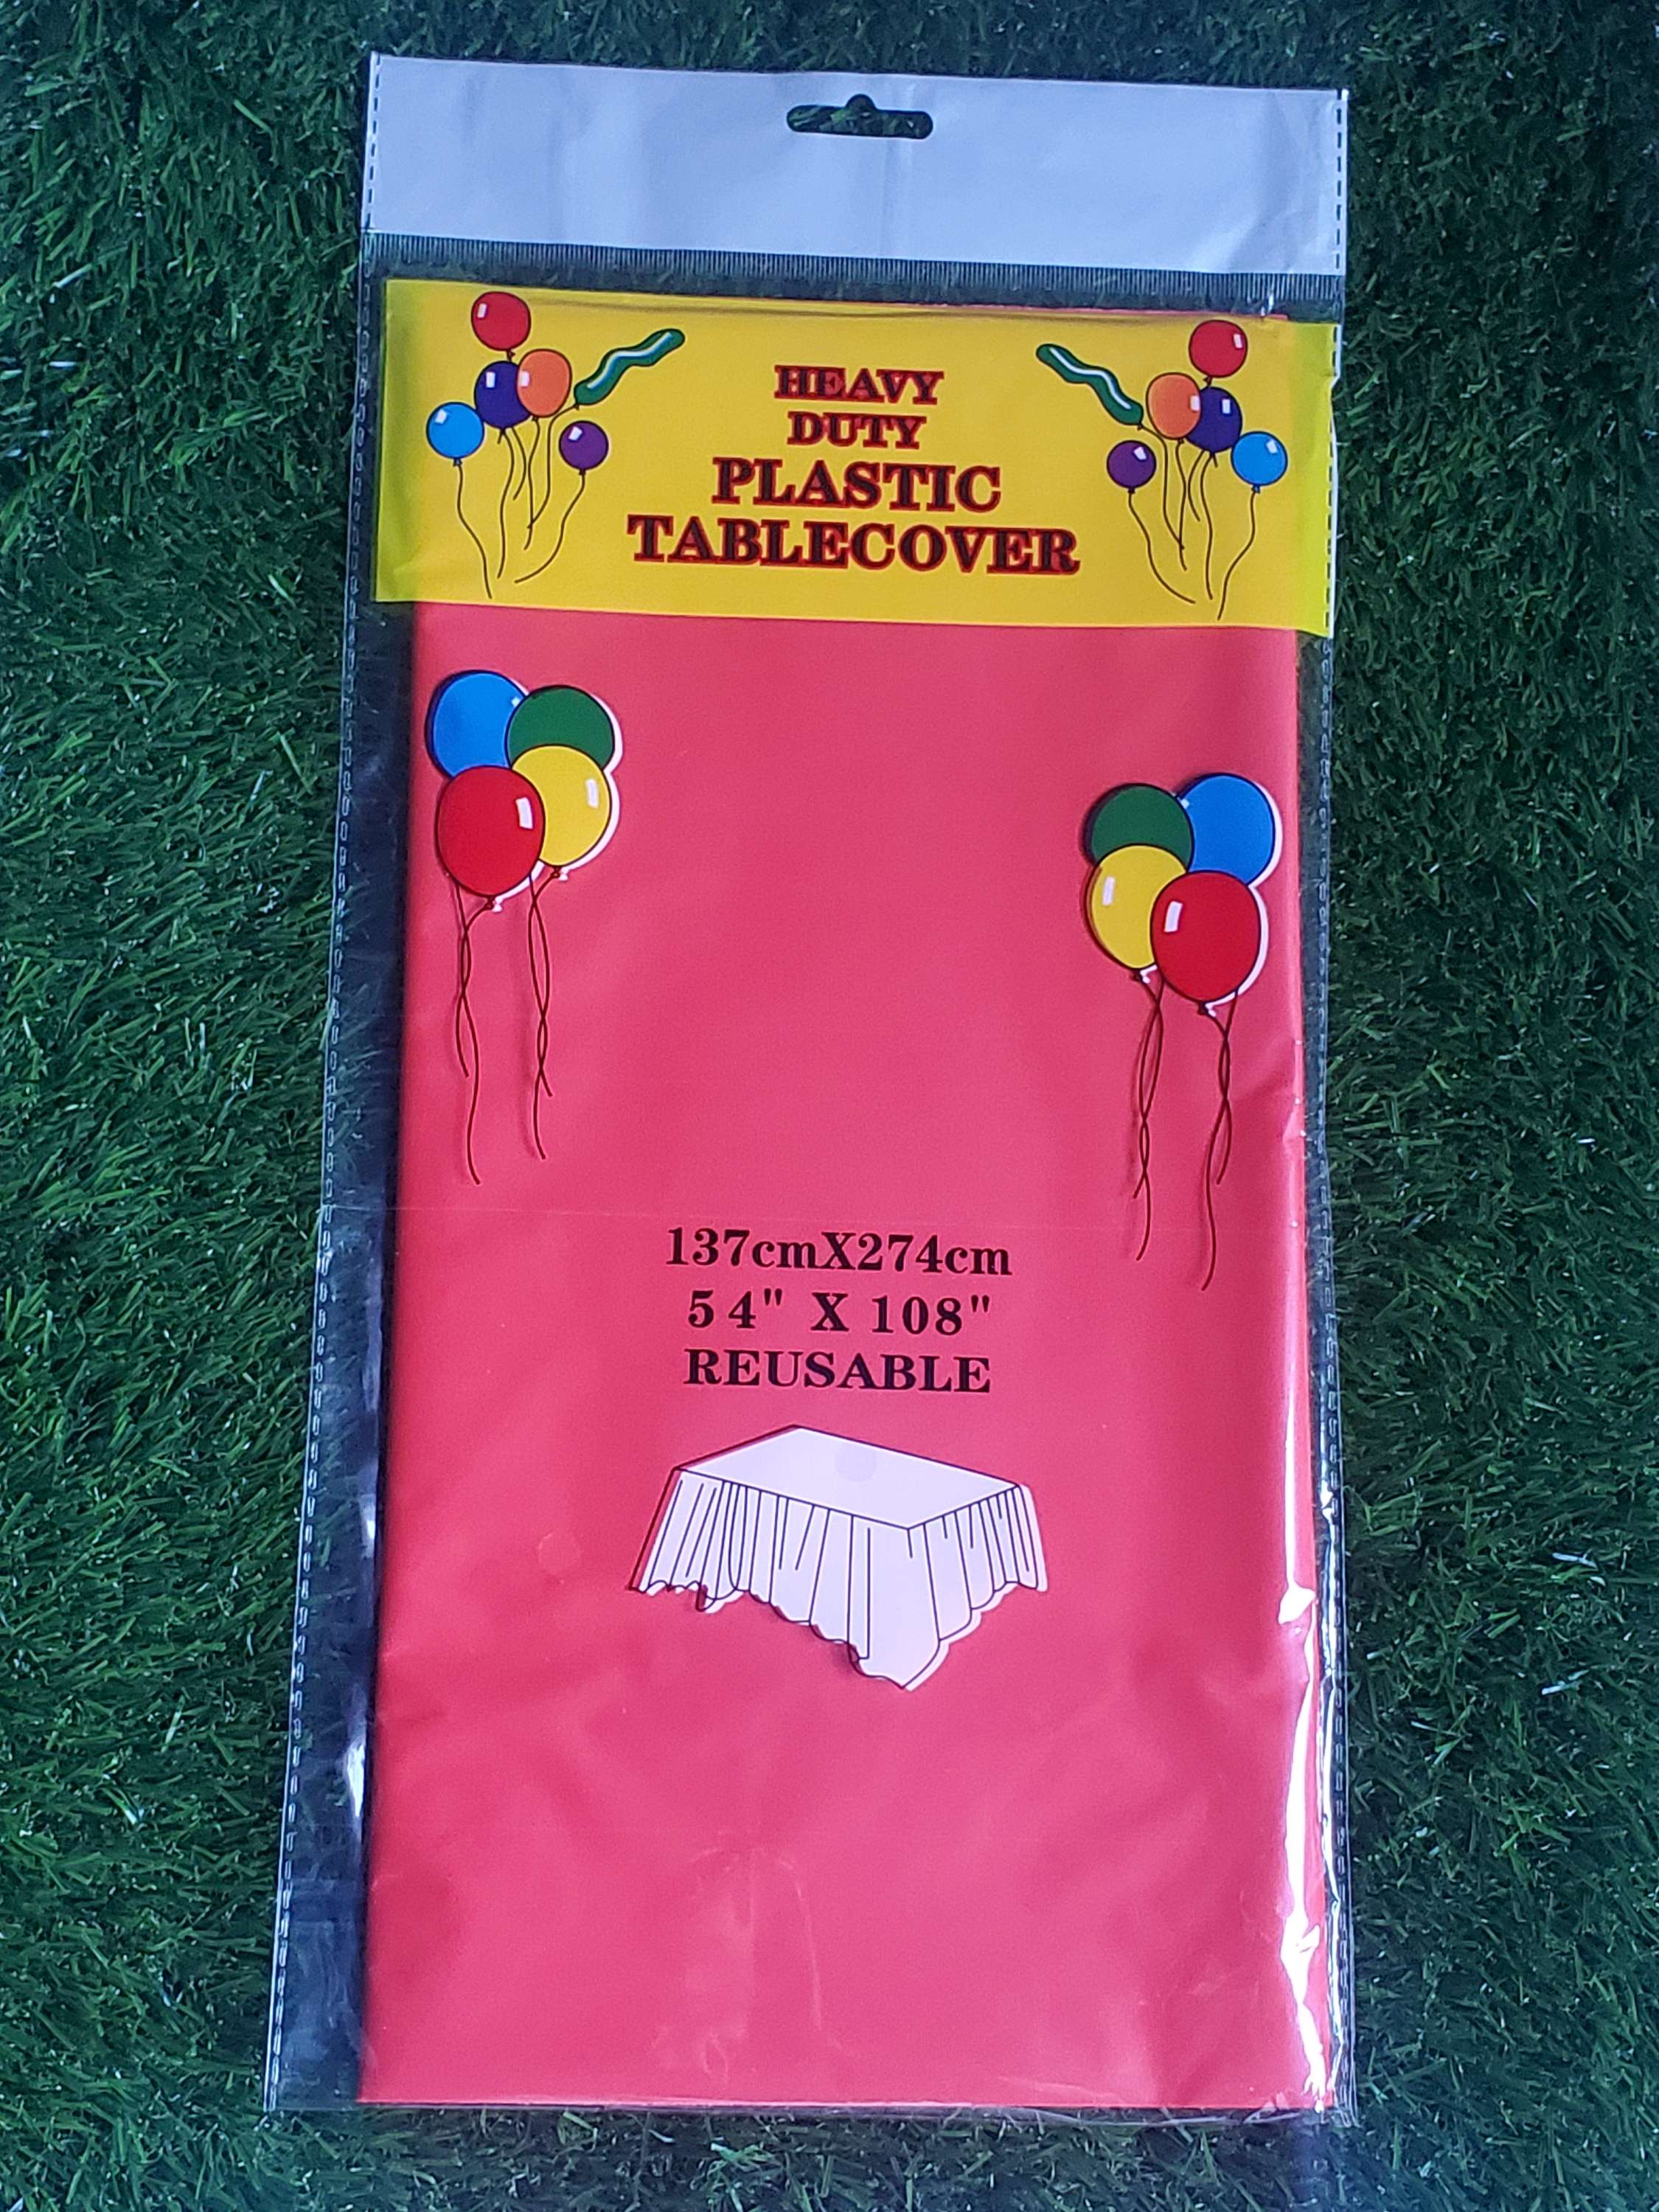 HEAVY
DUTY
PLASTIC
TABLECOVER
137cmX274cm
54" X 108"
REUSABLE